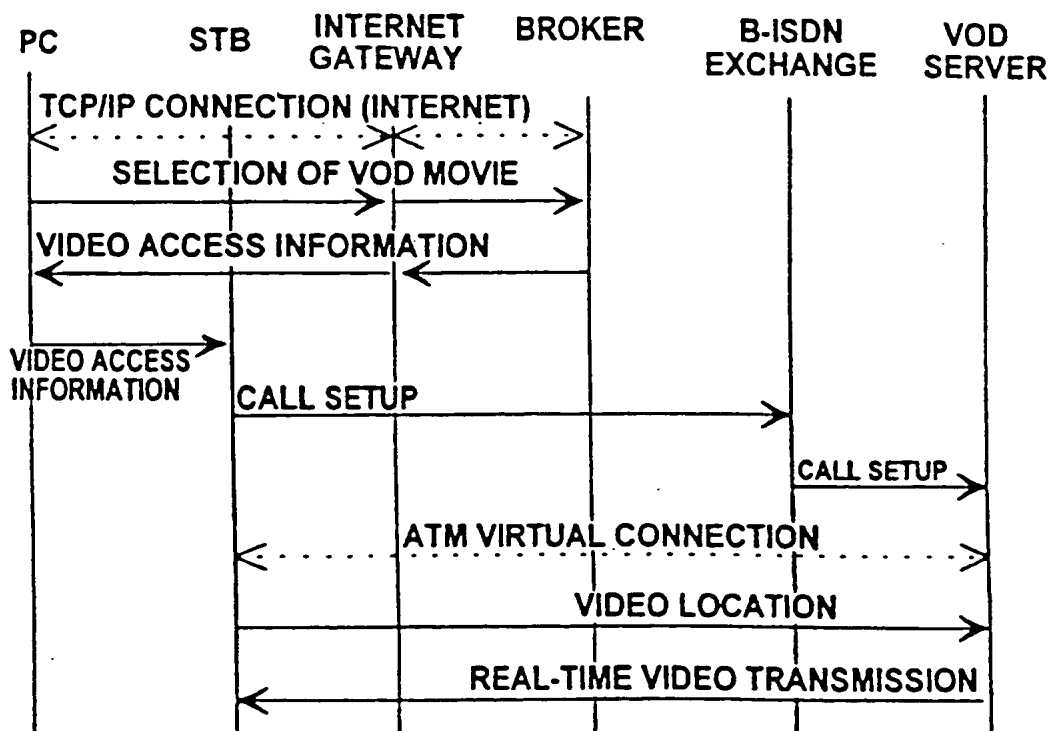 PC
STB
INTERNET
GATEWAY
BROKER
B-ISDN
EXCHANGE
VOD
SERVER
TCP/IP CONNECTION (INTERNET)
SELECTION OF VOD MOVIE
VIDEO ACCESS INFORMATION
VIDEO ACCESS
INFORMATION
CALL SETUP
CALL SETUP
ATM VIRTUAL CONNECTION
VIDEO LOCATION
REAL-TIME VIDEO TRANSMISSION